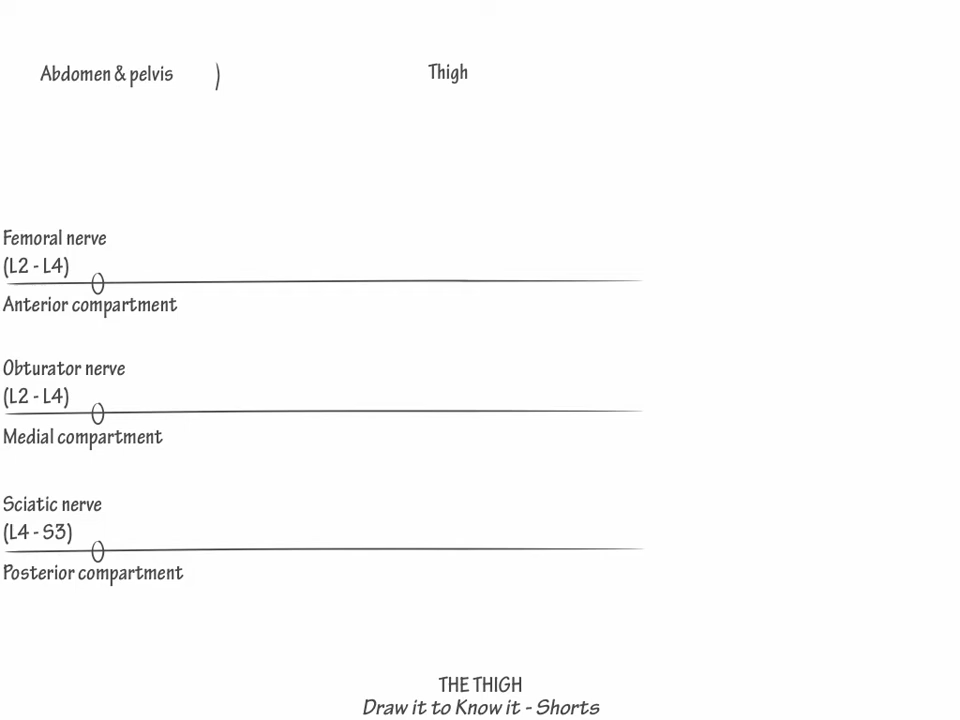 Abdomen & pelvis
Thigh
Femoral nerve
(L2 - L4)
Anterior compartment
Obturator nerve
(L2 - L4)
Medial compartment
Sciatic nerve
(L4 - S3)
Posterior compartment
THE THIGH
Draw it to Know it - Shorts